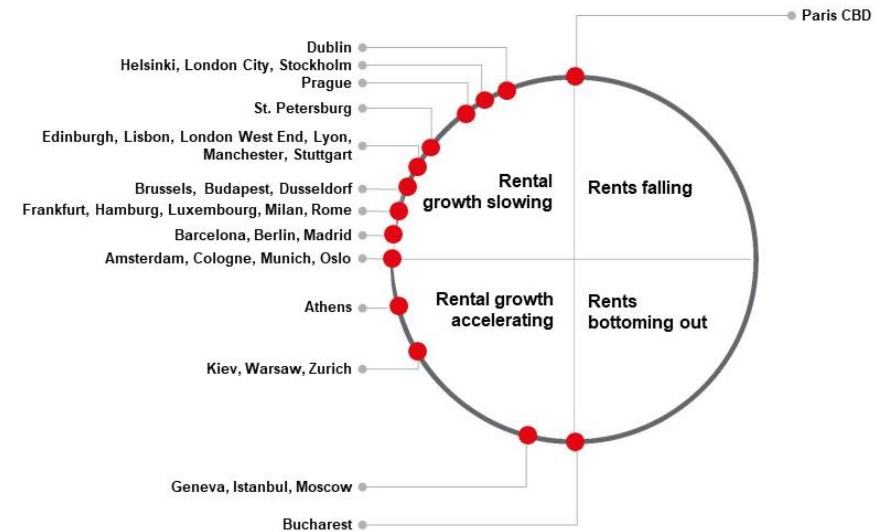 Paris CBD
Dublin
Helsinki, London City, Stockholm
Prague
St. Petersburg
Edinburgh, Lisbon, London West End, Lyon,
Manchester, Stuttgart
Brussels, Budapest, Dusseldorf
Frankfurt, Hamburg, Luxembourg, Milan, Rome
Barcelona, Berlin, Madrid
Amsterdam, Cologne, Munich, Oslo
Athens
Kiev, Warsaw, Zurich
Geneva, Istanbul, Moscow
Bucharest
Rental
growth slowing
Rents falling
Rental growth
accelerating
Rents
bottoming out